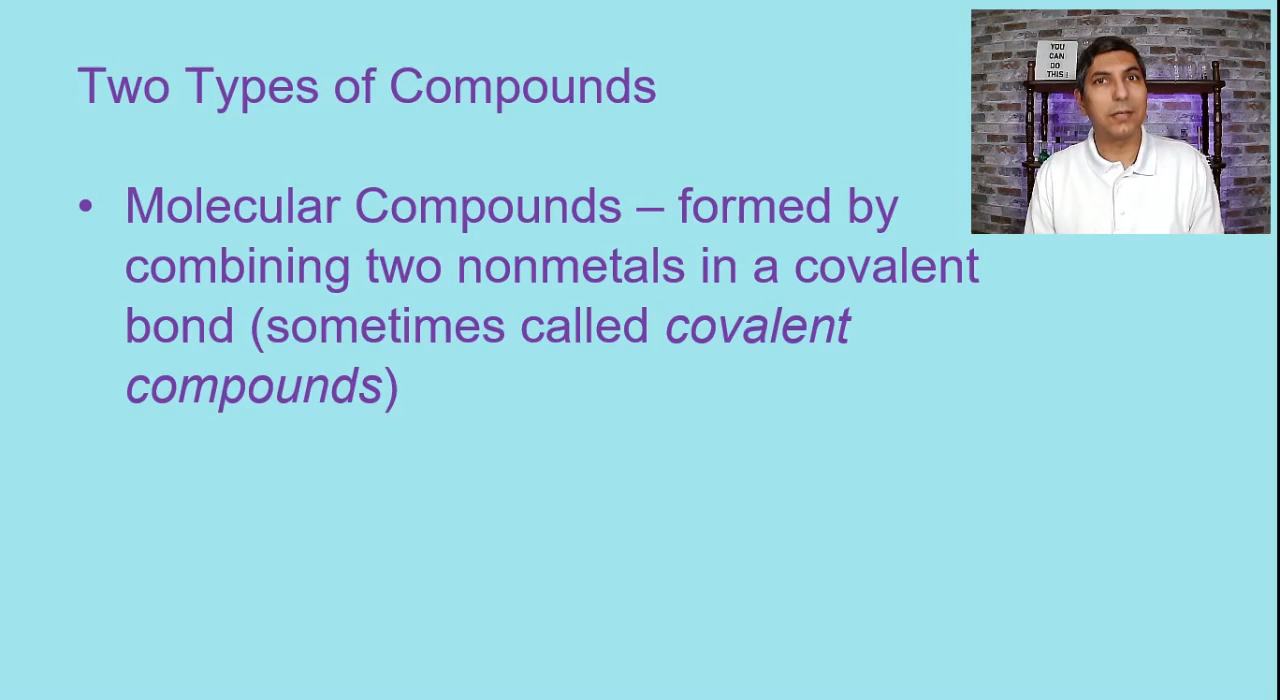 Two Types of Compounds
YOU
CAN
DO
THIS!
• Molecular Compounds – formed by
combining two nonmetals in a covalent
bond (sometimes called covalent
compounds)